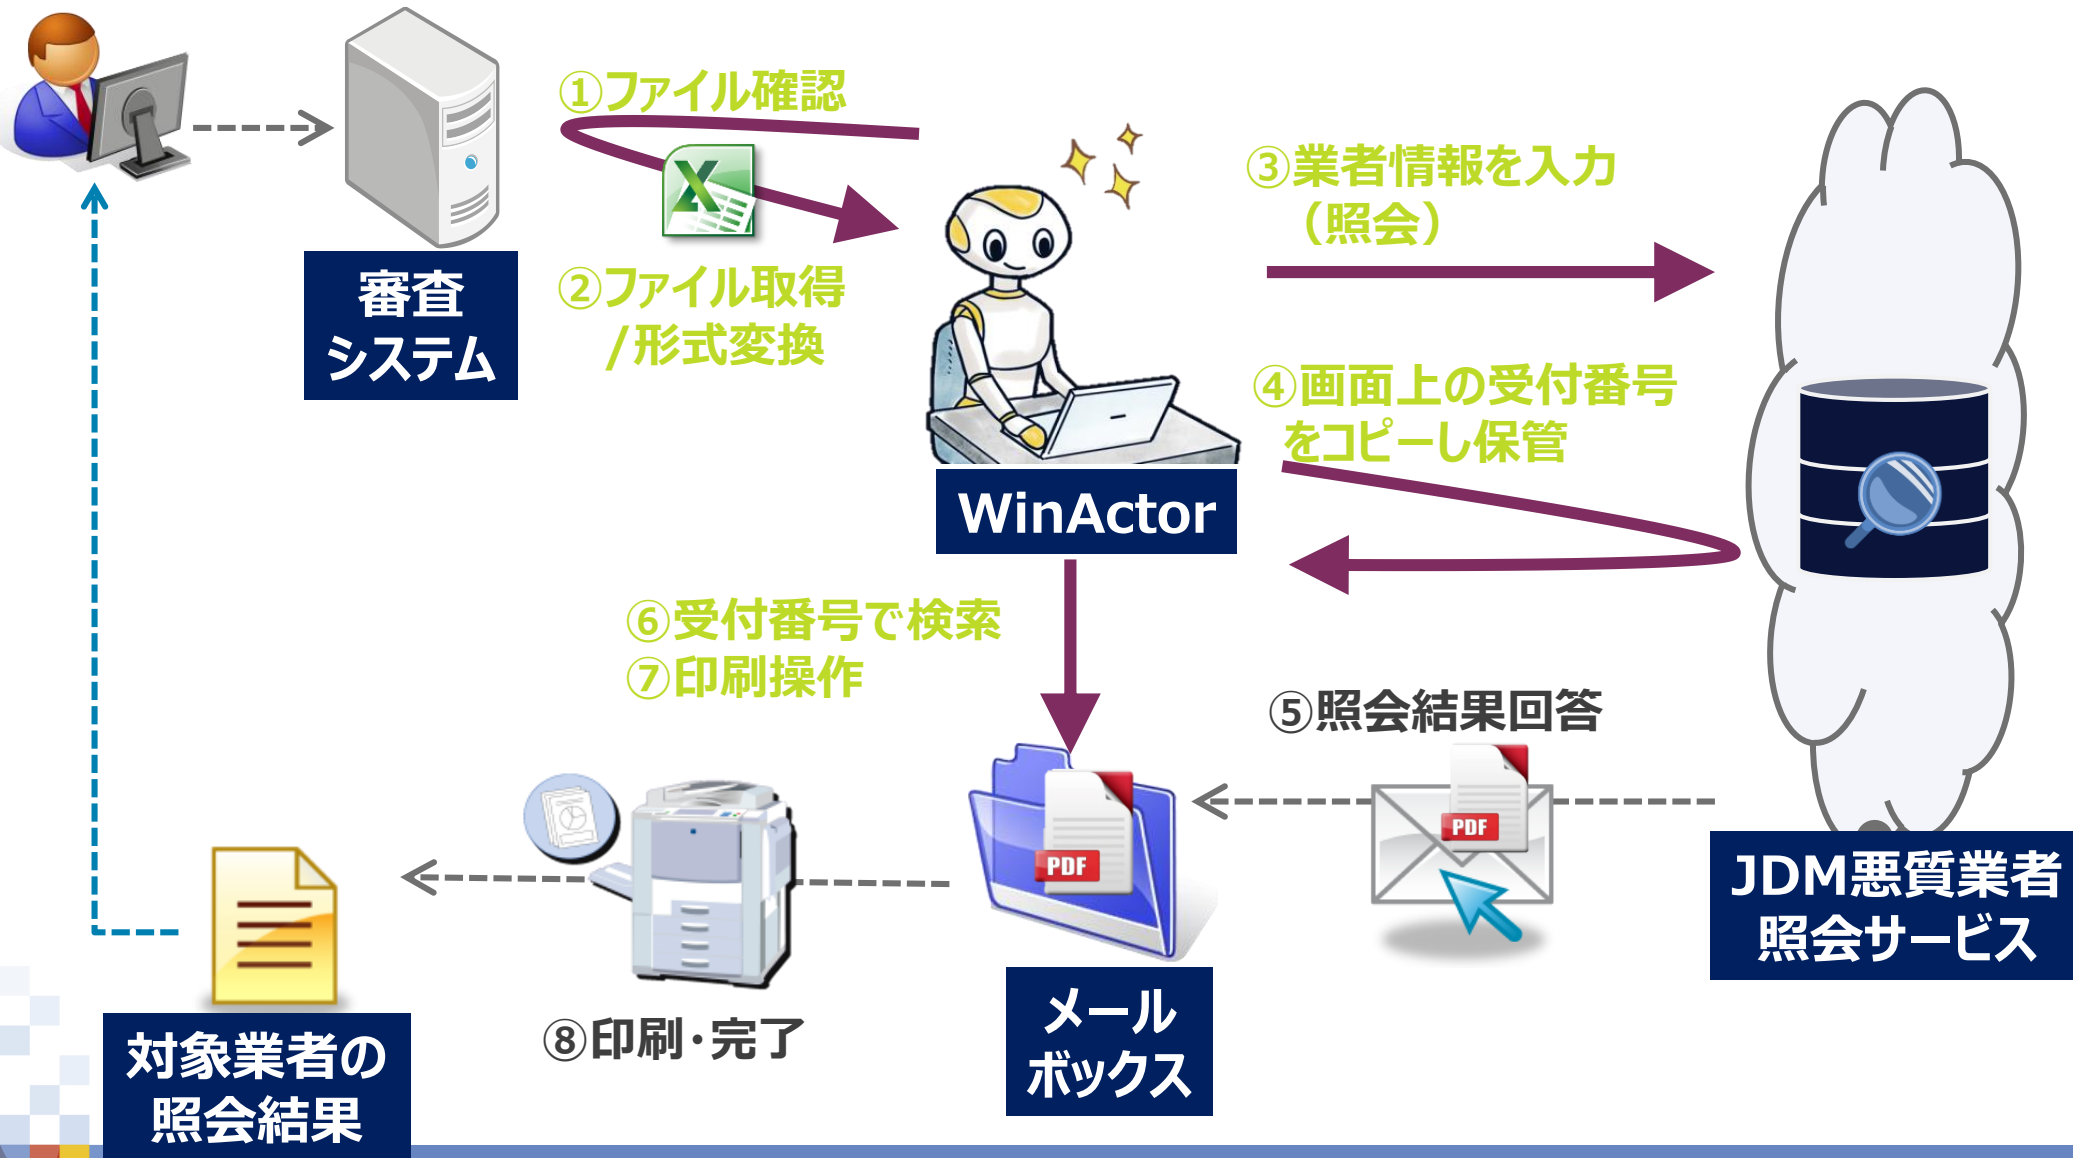 ①ファイル確認
審査
システム
②ファイル取得
/形式変換
WinActor
③業者情報を入力
（照会）
④画面上の受付番号
をコピーし保管
⑥受付番号で検索
⑦印刷操作
⑤照会結果回答
PDF
PDF
JDM悪質業者
照会サービス
メール
ボックス
⑧印刷・完了
対象業者の
照会結果